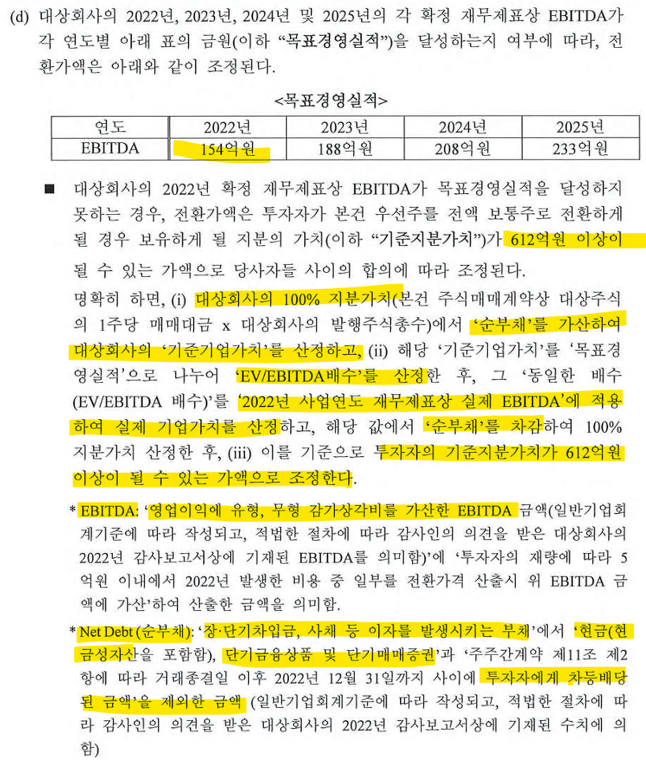 (d) 대상회사의 2022년, 2023년, 2024년 및 2025년의 각 확정 재무제표상 EBITDA가
각 연도별 아래 표의 금원(이하 “목표경영실적”)을 달성하는지 여부에 따라, 전
환가액은 아래와 같이 조정된다.
<목표경영실적>
연도 2022년 2023년 2024년 2025년
EBITDA 154억원 188억원 208억원 233억원
■ 대상회사의 2022년 확정 재무제표상 EBITDA가 목표경영실적을 달성하지
못하는 경우, 전환가액은 투자자가 본건 우선주를 전액 보통주로 전환하게
될 경우 보유하게 될 지분의 가치(이하 “기준지분가치”)가 612억원 이상이
될 수 있는 가액으로 당사자들 사이의 합의에 따라 조정된다.
명확히 하면, (i) 대상회사의 100% 지분가치(본건 주식매매계약상 대상주식
의 1주당 매매대금 x 대상회사의 발행주식총수)에서 ‘순부채’를 가산하여
대상회사의 ‘기준기업가치’를 산정하고, (ii) 해당 ‘기준기업가치’를 ‘목표경
영실적’으로 나누어 ‘EV/EBITDA배수’를 산정한 후, 그 ‘동일한 배수
(EV/EBITDA 배수)’를 ‘2022년 사업연도 재무제표상 실제 EBITDA’에 적용
하여 실제 기업가치를 산정하고, 해당 값에서 ‘순부채’를 차감하여 100%
지분가치 산정한 후, (iii) 이를 기준으로 투자자의 기준지분가치가 612억원
이상이 될 수 있는 가액으로 조정한다.
* EBITDA: ‘영업이익에 유형, 무형 감가상각비를 가산한 EBITDA 금액(일반기업회
계기준에 따라 작성되고, 적법한 절차에 따라 감사인의 의견을 받은 대상회사의
2022년 감사보고서상에 기재된 EBITDA를 의미함)’에 ‘투자자의 재량에 따라 5
억원 이내에서 2022년 발생한 비용 중 일부를 전환가격 산출시 위 EBITDA 금
액에 가산’하여 산출한 금액을 의미함.
* Net Debt (순부채): ‘장·단기차입금, 사채 등 이자를 발생시키는 부채’에서 ‘현금(현
금성자산을 포함함), 단기금융상품 및 단기매매증권’과 ‘주주간계약 제11조 제2
항에 따라 거래종결일 이후 2022년 12월 31일까지 사이에 투자자에게 차등배당
된 금액’을 제외한 금액 (일반기업회계기준에 따라 작성되고, 적법한 절차에 따
라 감사인의 의견을 받은 대상회사의 2022년 감사보고서상에 기재된 수치에 의
함)